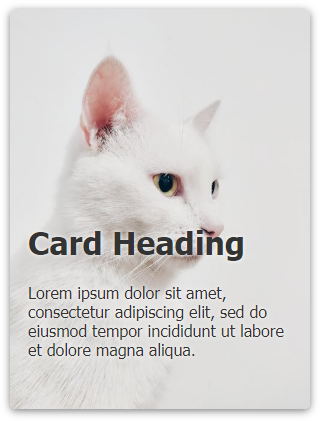 Card Heading
Lorem ipsum dolor sit amet,
consectetur adipiscing elit, sed do
eiusmod tempor incididunt ut labore
et dolore magna aliqua.